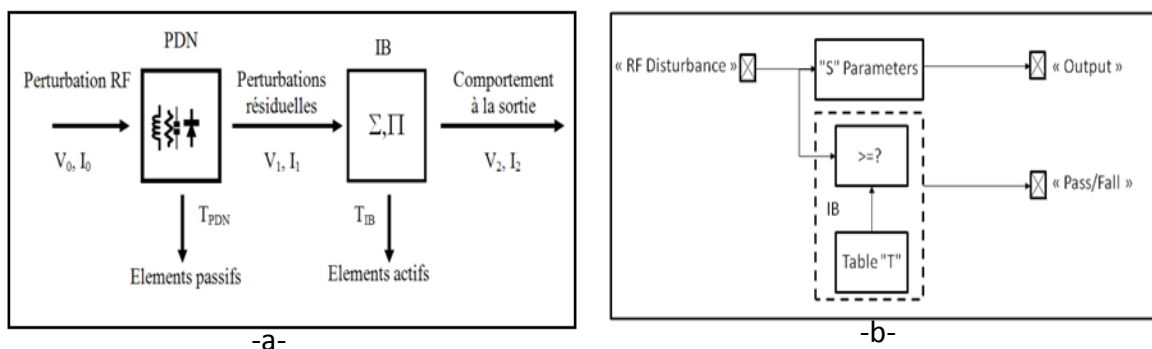 PDN
IB
Perturbation RF
Perturbations
résiduelles
Comportement
à la sortie
Σ,Π
V0, I0
V1, I1
V2, I2
TPDN
TIB
Elements passifs
Elements actifs
-a-
« RF Disturbance »
"S" Parameters
« Output »
>=?
« Pass/Fall »
IB
Table "T"
-b-